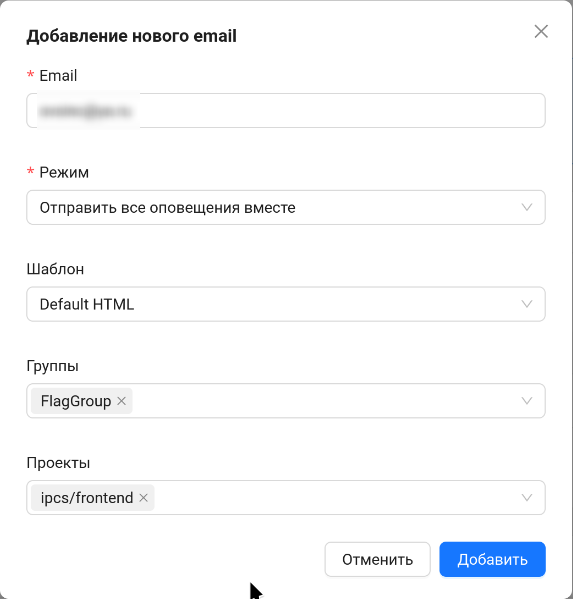 Добавление нового email
* Email
* Режим
Отправить все оповещения вместе
Шаблон
Default HTML
Группы
FlagGroup
Проекты
ipcs/frontend
Отменить Добавить